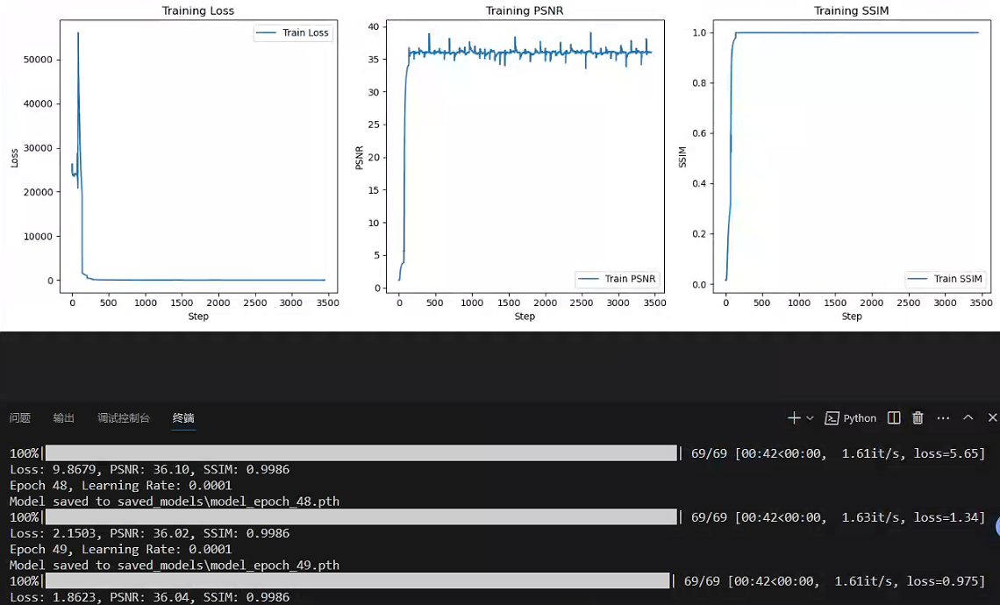 Training Loss
Training PSNR
Training SSIM
Train Loss
50000
40000
30000
20000
10000
0
Loss
0 500 1000 1500 2000 2500 3000 3500
Step
40
35
30
25
20
15
10
5
0
PSNR
Train PSNR
0 500 1000 1500 2000 2500 3000 3500
Step
1.0
0.8
0.6
0.4
0.2
0.0
SSIM
Train SSIM
0 500 1000 1500 2000 2500 3000 3500
Step
问题 输出 调试控制台 终端 Python
100%| | 69/69 [00:42<00:00, 1.61it/s, loss=5.65]
Loss: 9.8679, PSNR: 36.10, SSIM: 0.9986
Epoch 48, Learning Rate: 0.0001
Model saved to saved_models\model_epoch_48.pth
100%| | 69/69 [00:42<00:00, 1.63it/s, loss=1.34]
Loss: 2.1503, PSNR: 36.02, SSIM: 0.9986
Epoch 49, Learning Rate: 0.0001
Model saved to saved_models\model_epoch_49.pth
100%| | 69/69 [00:42<00:00, 1.61it/s, loss=0.975]
Loss: 1.8623, PSNR: 36.04, SSIM: 0.9986